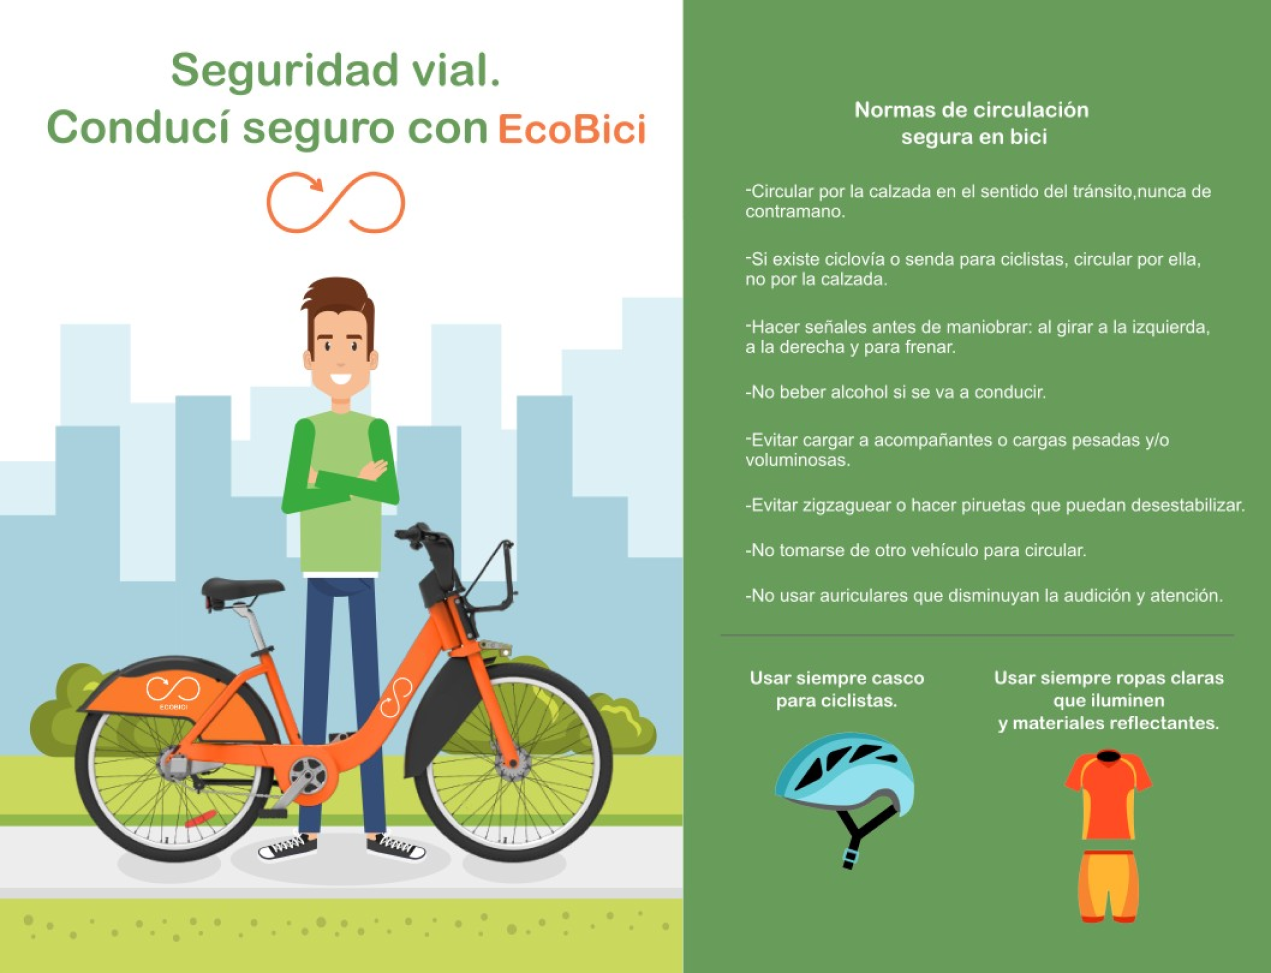 Seguridad vial.
Conducí seguro con EcoBici
ECOBICI
Normas de circulación
segura en bici
-Circular por la calzada en el sentido del tránsito,nunca de
contramano.
-Si existe ciclovía o senda para ciclistas, circular por ella,
no por la calzada.
-Hacer señales antes de maniobrar: al girar a la izquierda,
a la derecha y para frenar.
-No beber alcohol si se va a conducir.
-Evitar cargar a acompañantes o cargas pesadas y/o
voluminosas.
-Evitar zigzaguear o hacer piruetas que puedan desestabilizar.
-No tomarse de otro vehículo para circular.
-No usar auriculares que disminuyan la audición y atención.
Usar siempre casco
para ciclistas.
Usar siempre ropas claras
que iluminen
y materiales reflectantes.